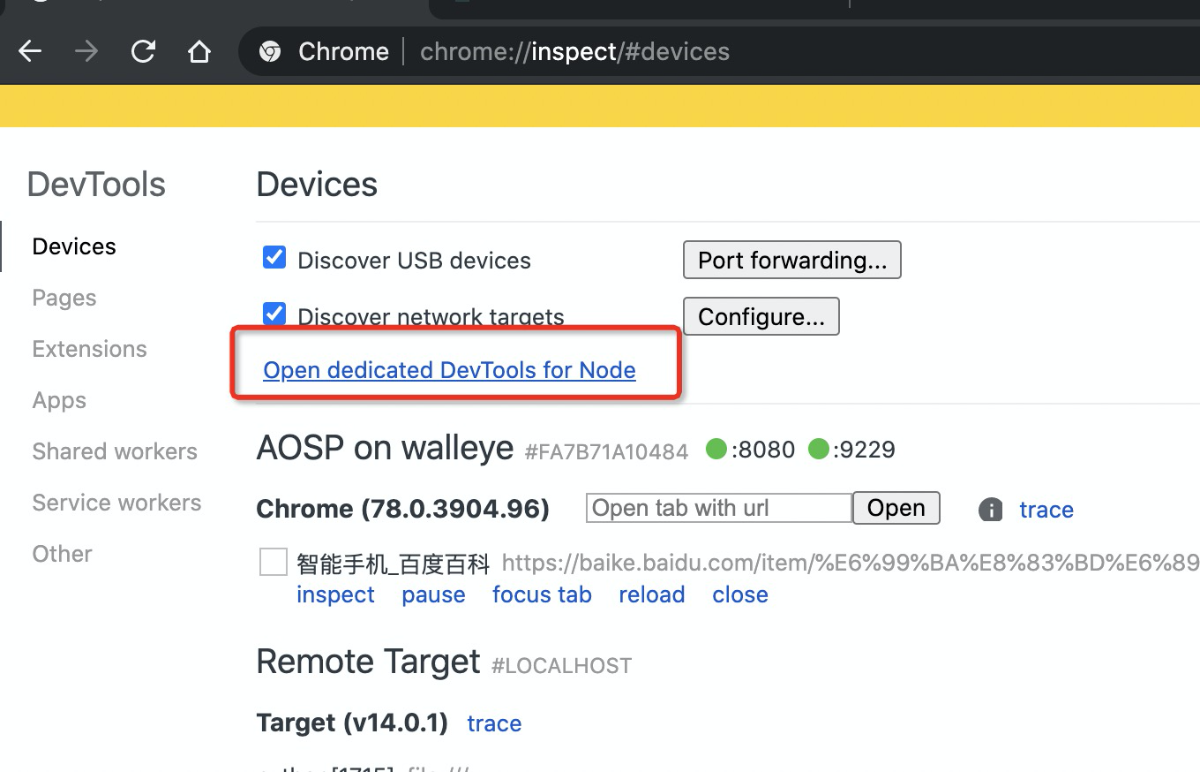 Chrome chrome://inspect/#devices
DevTools
Devices
Pages
Extensions
Apps
Shared workers
Service workers
Other
Devices
Discover USB devices Port forwarding...
Discover network targets Configure...
Open dedicated DevTools for Node
AOSP on walleye #FA7B71A10484 :8080 :9229
Chrome (78.0.3904.96) Open tab with url Open trace
智能手机_百度百科 https://baike.baidu.com/item/%E6%99%BA%E8%83%BD%E6%89
inspect pause focus tab reload close
Remote Target #LOCALHOST
Target (v14.0.1) trace